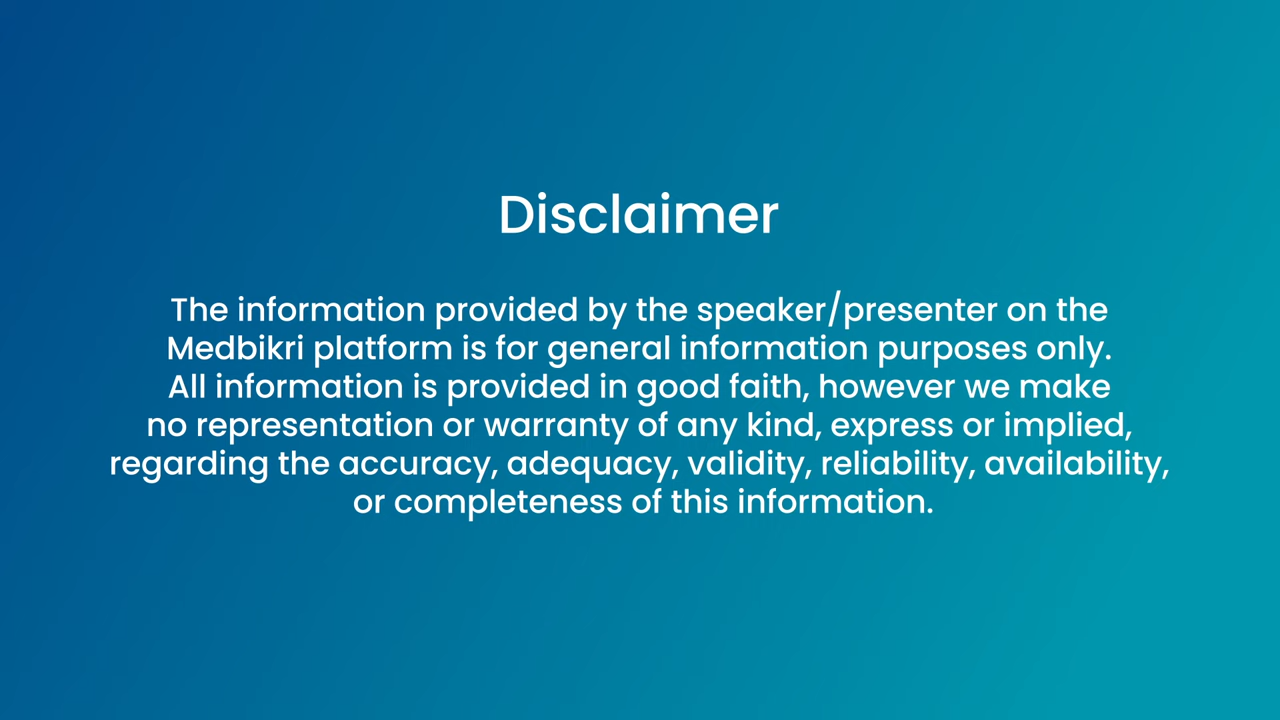 Disclaimer
The information provided by the speaker/presenter on the
Medbikri platform is for general information purposes only.
All information is provided in good faith, however we make
no representation or warranty of any kind, express or implied,
regarding the accuracy, adequacy, validity, reliability, availability,
or completeness of this information.